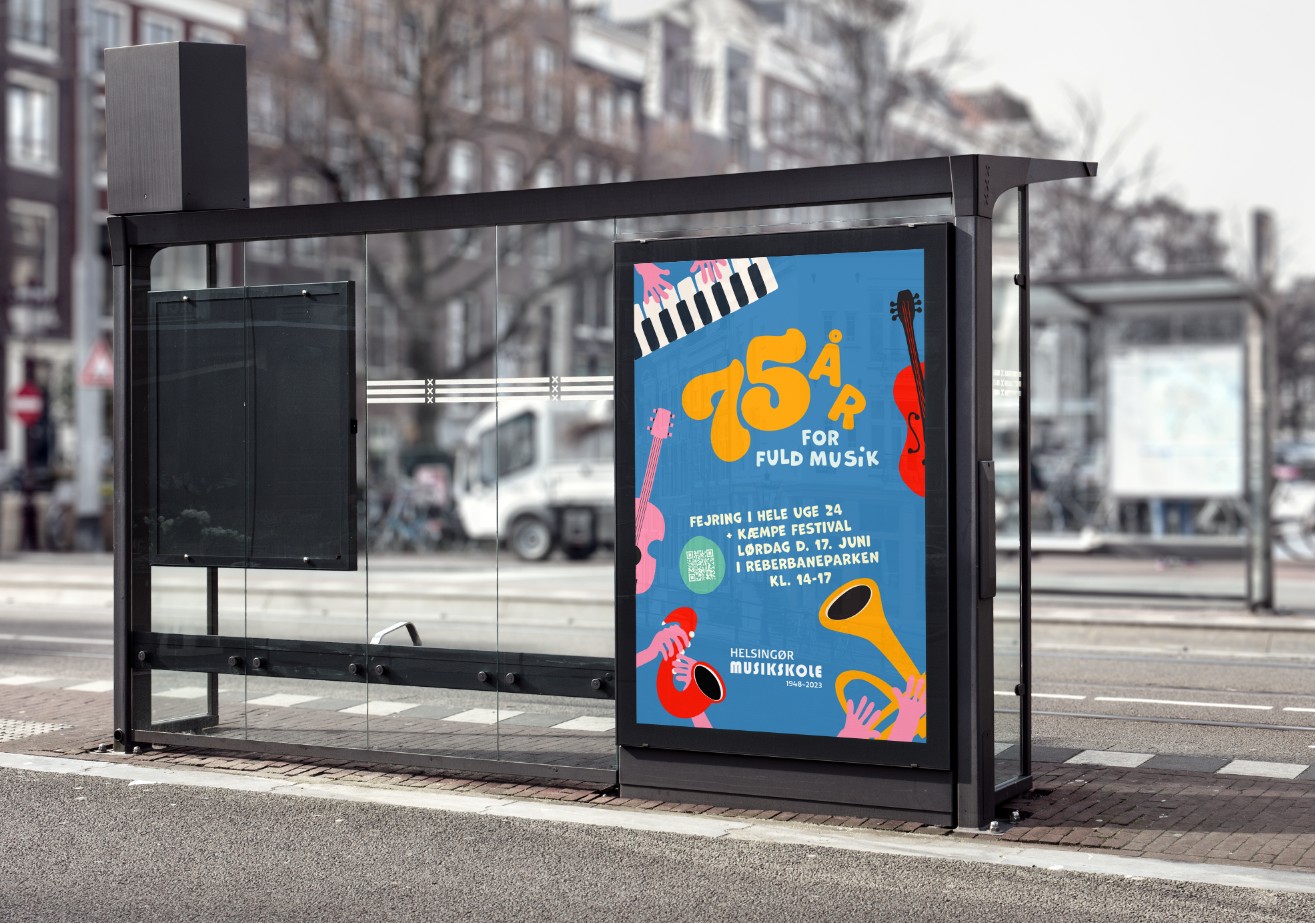 75 ÅR
FOR
FULD MUSiK
FEJRING I HELE UGE 24
+ KÆMPE FESTIVAL
LØRDAG D. 17. JUNI
I REBERBANEPARKEN
KL. 14-17
HELSINGØR
MUSIKSKOLE
1948-2023